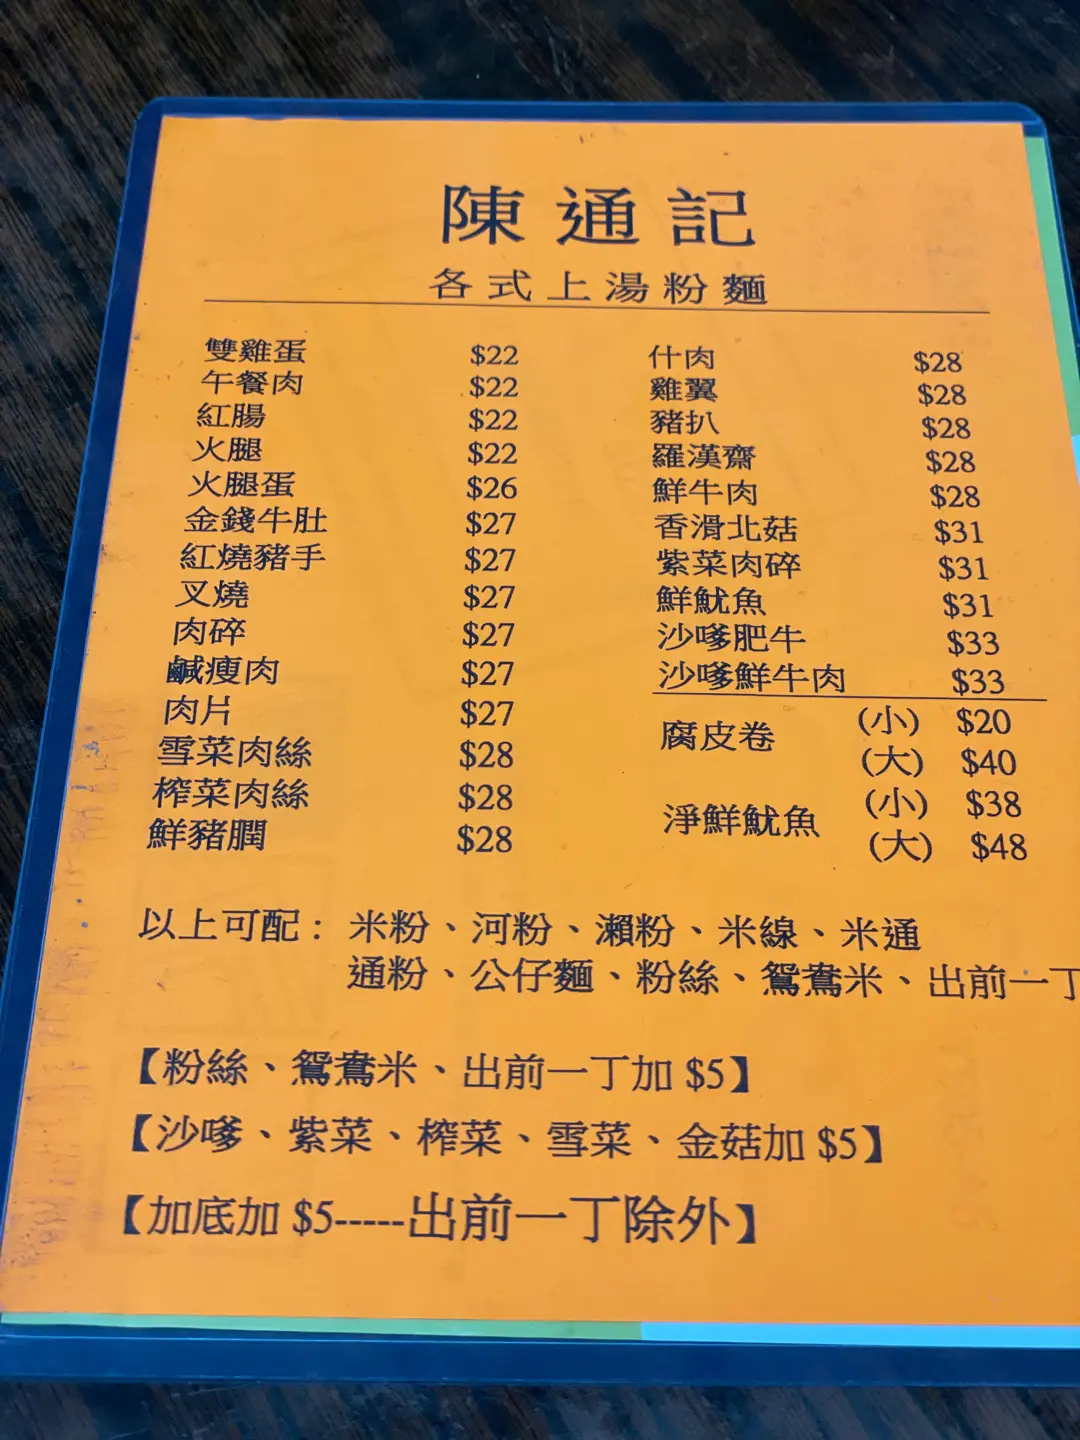 陳通記
各式上湯粉麵
雙雞蛋 $22
午餐肉 $22
紅腸 $22
火腿 $22
火腿蛋 $26
金錢牛肚 $27
紅燒豬手 $27
叉燒 $27
肉碎 $27
鹹瘦肉 $27
肉片 $27
雪菜肉絲 $28
榨菜肉絲 $28
鮮豬膶 $28
什肉 $28
雞翼 $28
豬扒 $28
羅漢齋 $28
鮮牛肉 $28
香滑北菇 $31
紫菜肉碎 $31
鮮魷魚 $31
沙嗲肥牛 $33
沙嗲鮮牛肉 $33
腐皮卷 (小) $20
(大) $40
淨鮮魷魚 (小) $38
(大) $48
以上可配: 米粉、河粉、瀨粉、米線、米通
通粉、公仔麵、粉絲、鴛鴦米、出前一丁
【粉絲、鴛鴦米、出前一丁加 $5】
【沙嗲、紫菜、榨菜、雪菜、金菇加 $5】
【加底加 $5-----出前一丁除外】